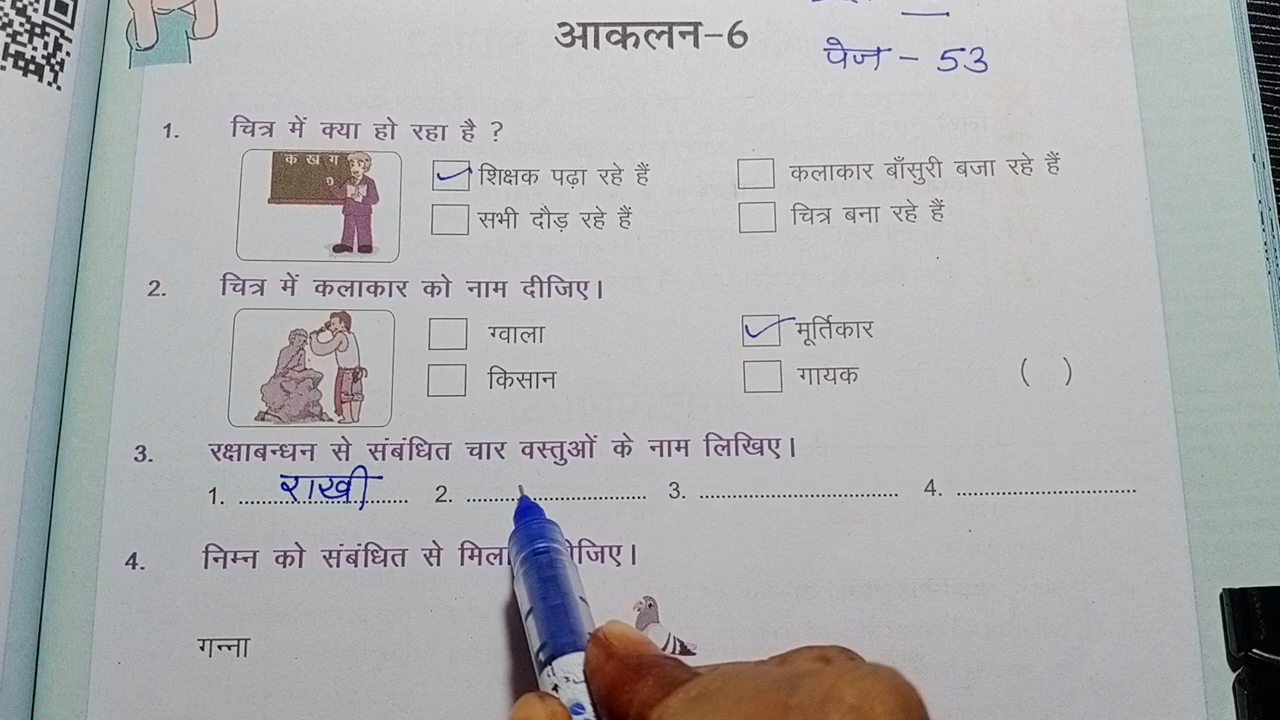 आकलन-6
पेज - 53
1. चित्र में क्या हो रहा है ?
क ख ग
शिक्षक पढ़ा रहे हैं
कलाकार बाँसुरी बजा रहे हैं
सभी दौड़ रहे हैं
चित्र बना रहे हैं
2. चित्र में कलाकार को नाम दीजिए।
ग्वाला
मूर्तिकार
किसान
गायक ( )
3. रक्षाबन्धन से संबंधित चार वस्तुओं के नाम लिखिए।
1. राखी 2. .............................. 3. .............................. 4. ..............................
4. निम्न को संबंधित से
गन्ना